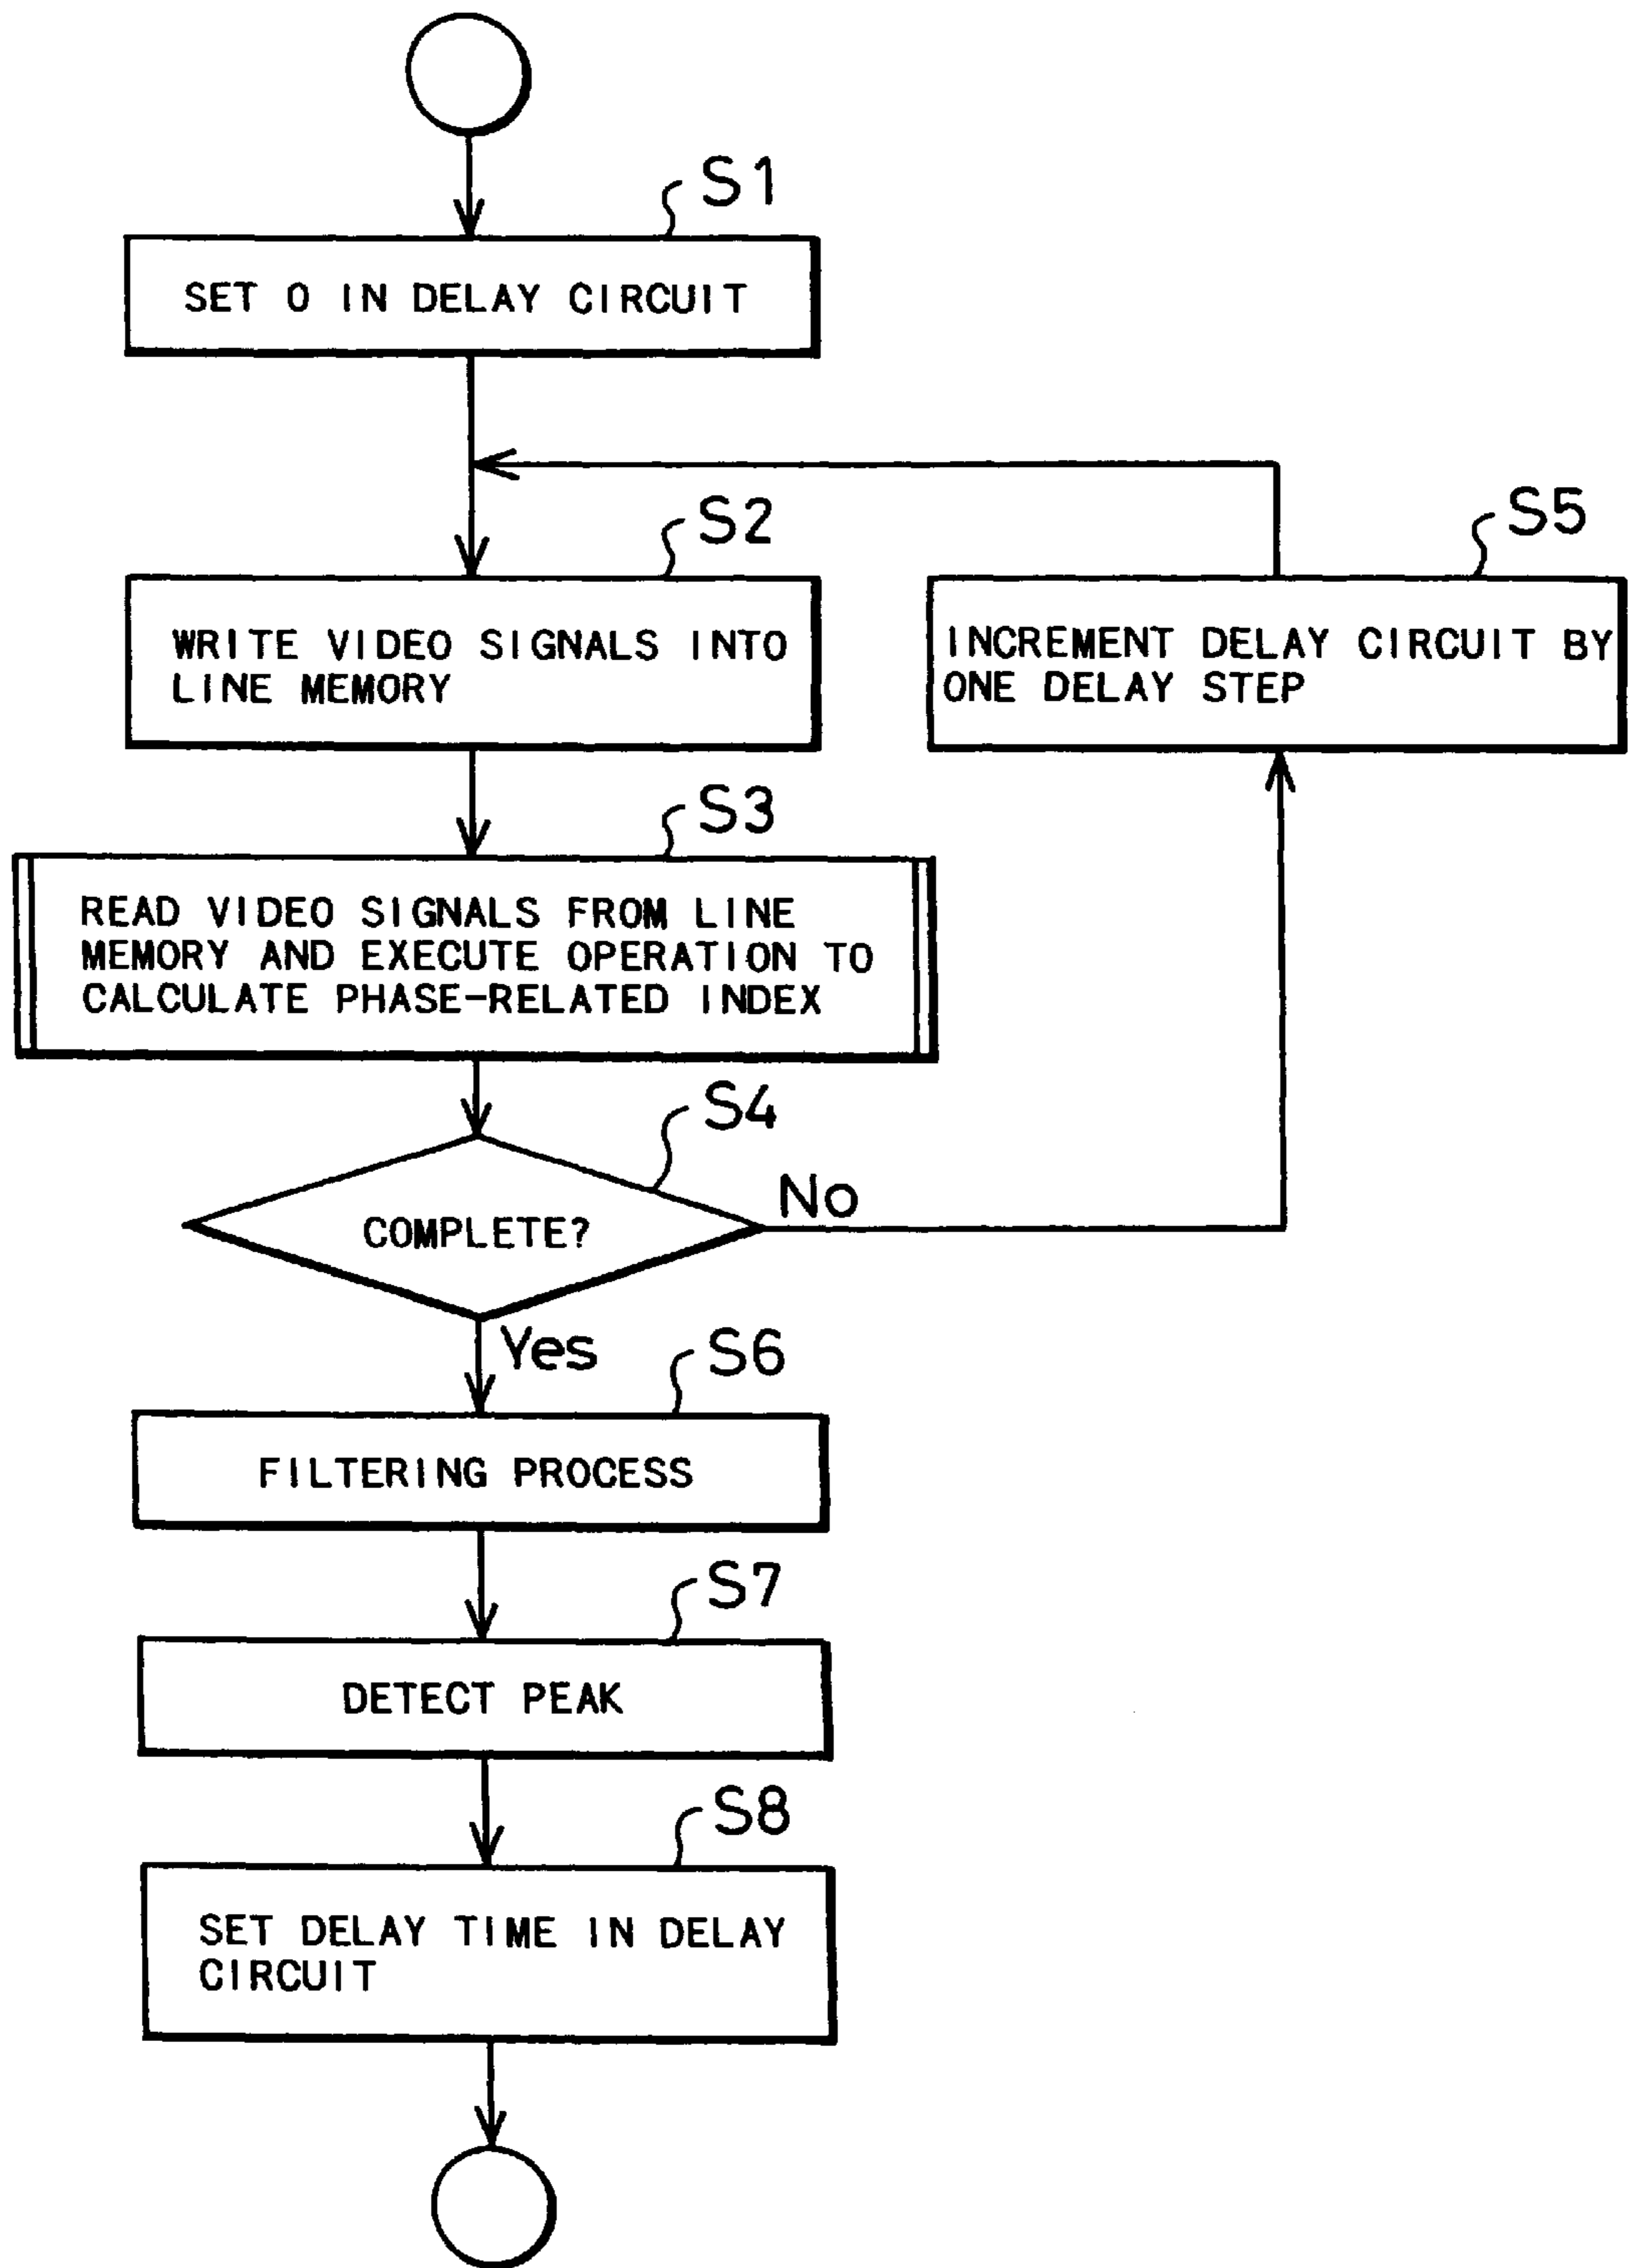 S1
SET 0 IN DELAY CIRCUIT
S2
WRITE VIDEO SIGNALS INTO
LINE MEMORY
S5
INCREMENT DELAY CIRCUIT BY
ONE DELAY STEP
S3
READ VIDEO SIGNALS FROM LINE
MEMORY AND EXECUTE OPERATION TO
CALCULATE PHASE-RELATED INDEX
S4
COMPLETE?
No
Yes
S6
FILTERING PROCESS
S7
DETECT PEAK
S8
SET DELAY TIME IN DELAY
CIRCUIT